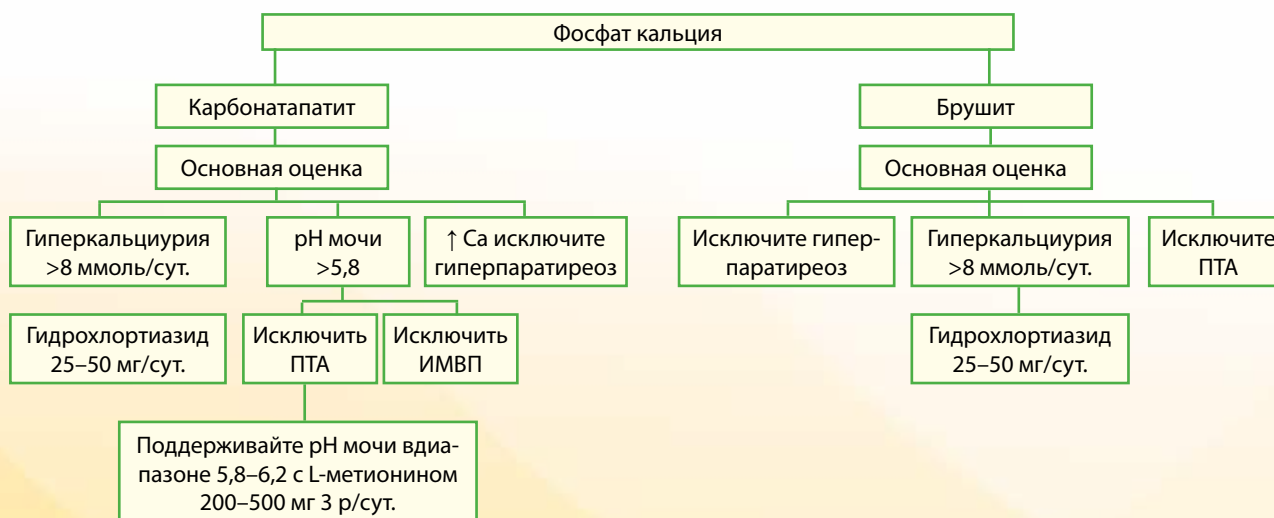 Фосфат кальция
Карбонатапатит
Брушит
Основная оценка
Основная оценка
Гиперкальциурия
>8 ммоль/сут.
pH мочи
>5,8
↑ Са исключите
гиперпаратиреоз
Исключите гипер-
паратиреоз
Гиперкальциурия
>8 ммоль/сут.
Исключите
ПТА
Гидрохлортиазид
25–50 мг/сут.
Исключить
ПТА
Исключить
ИМВП
Гидрохлортиазид
25–50 мг/сут.
Поддерживайте pH мочи вдиа-
пазоне 5,8–6,2 с L-метионином
200–500 мг 3 р/сут.